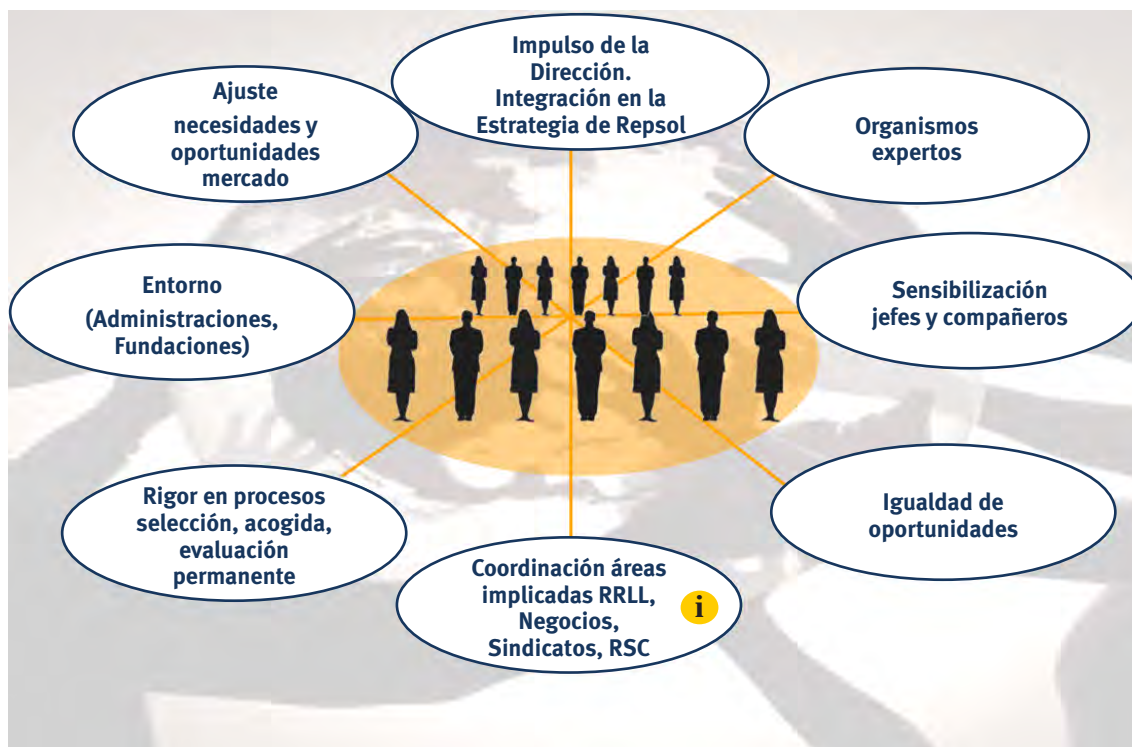 Impulso de la
Dirección.
Integración en la
Estrategia de Repsol
Ajuste
necesidades y
oportunidades
mercado
Organismos
expertos
Entorno
(Administraciones,
Fundaciones)
Sensibilización
jefes y compañeros
Rigor en procesos
selección, acogida,
evaluación
permanente
Igualdad de
oportunidades
Coordinación áreas
implicadas RRLL,
Negocios,
Sindicatos, RSC
i